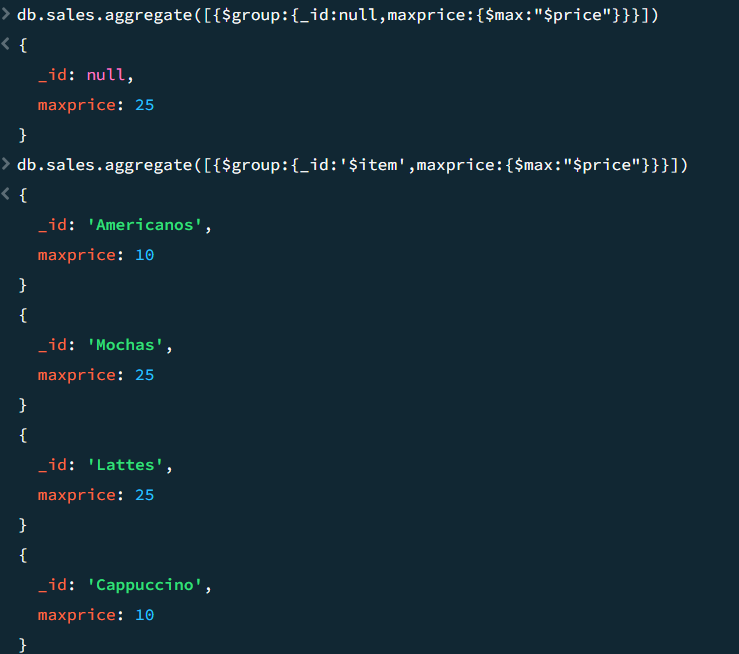 > db.sales.aggregate([{$group:{_id:null,maxprice:{$max:"$price"}}}])
< {
_id: null,
maxprice: 25
}
> db.sales.aggregate([{$group:{_id:'$item',maxprice:{$max:"$price"}}}])
< {
_id: 'Americanos',
maxprice: 10
}
{
_id: 'Mochas',
maxprice: 25
}
{
_id: 'Lattes',
maxprice: 25
}
{
_id: 'Cappuccino',
maxprice: 10
}